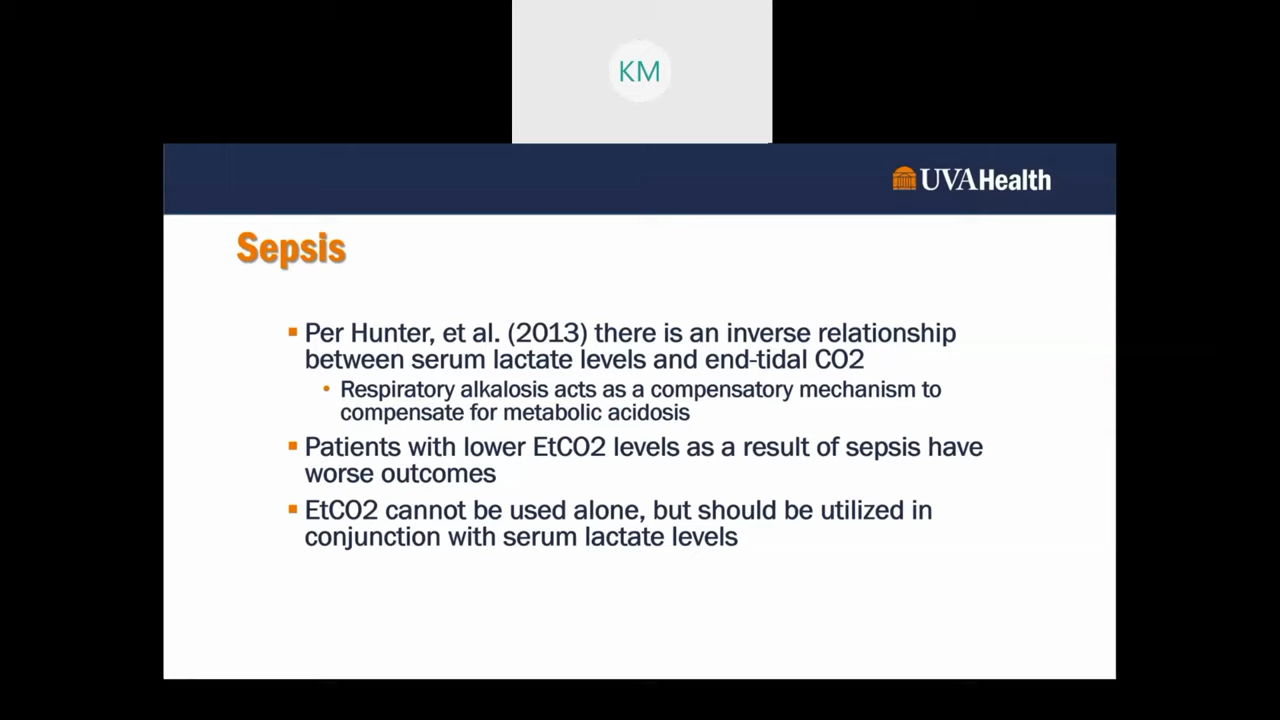 KM
UVAHealth
Sepsis
▪ Per Hunter, et al. (2013) there is an inverse relationship
between serum lactate levels and end-tidal CO2
• Respiratory alkalosis acts as a compensatory mechanism to
compensate for metabolic acidosis
▪ Patients with lower EtCO2 levels as a result of sepsis have
worse outcomes
▪ EtCO2 cannot be used alone, but should be utilized in
conjunction with serum lactate levels